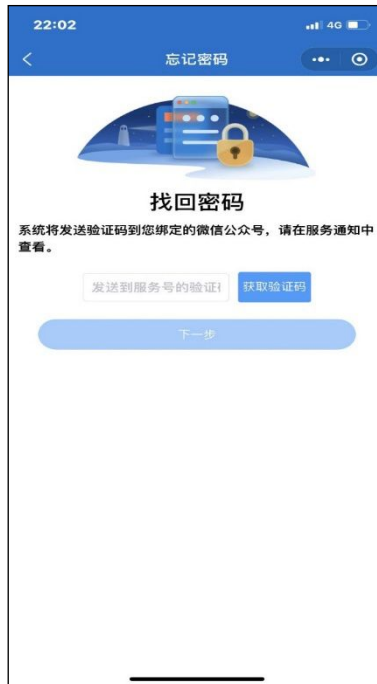 22:02
4G
忘记密码
找回密码
系统将发送验证码到您绑定的微信公众号，请在服务通知中
查看。
发送到服务号的验证
获取验证码
下一步